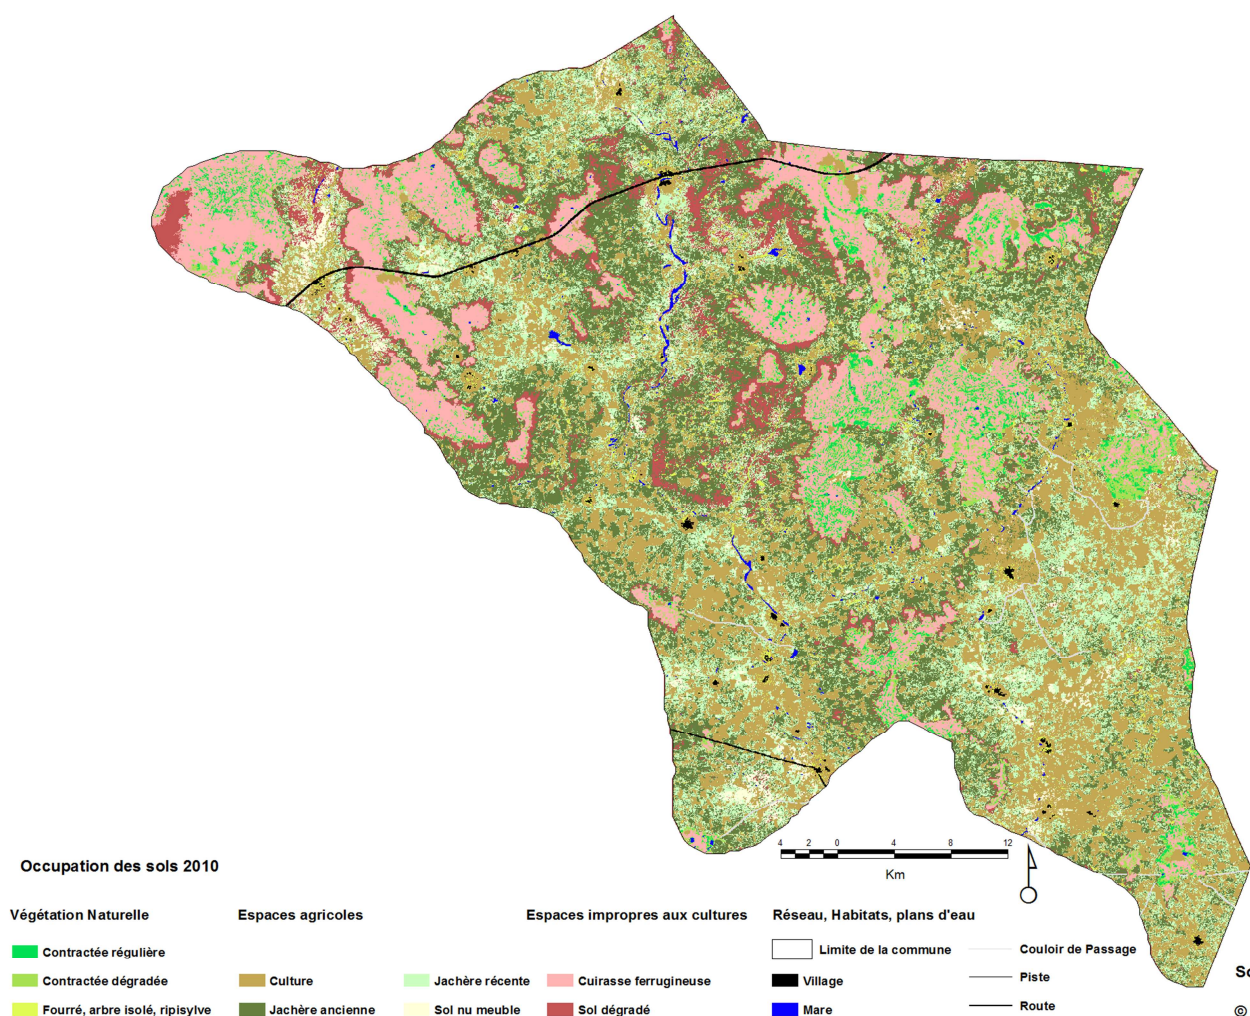 4 2 0 4 8 12
Km
Occupation des sols 2010
Végétation Naturelle
Espaces agricoles
Espaces impropres aux cultures
Réseau, Habitats, plans d'eau
Contractée régulière
Limite de la commune
Couloir de Passage
Contractée dégradée
Culture
Jachère récente
Cuirasse ferrugineuse
Village
Piste
Fourré, arbre isolé, ripisylve
Jachère ancienne
Sol nu meuble
Sol dégradé
Mare
Route
©